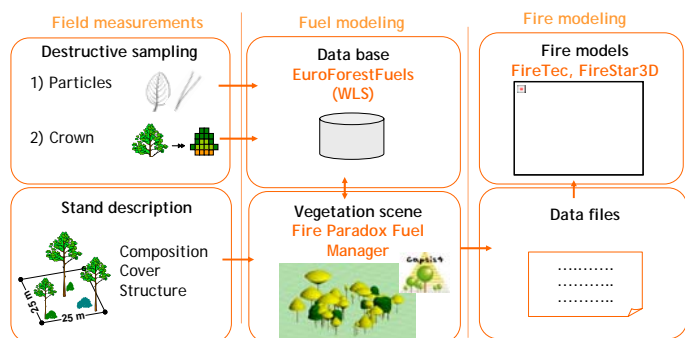 Field measurements
Fuel modeling
Fire modeling
Destructive sampling
1) Particles
2) Crown
Data base
EuroForestFuels
(WLS)
Fire models
FireTec, FireStar3D
Stand description
Composition
Cover
Structure
25 m
25 m
Vegetation scene
Fire Paradox Fuel
Manager
Capsis4
Data files
...........
...........
...........